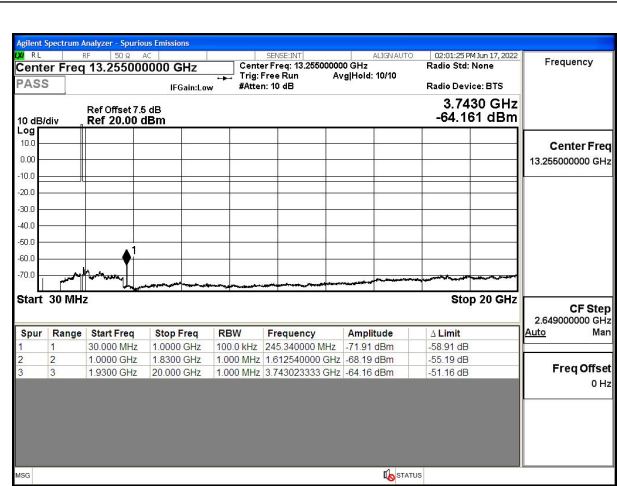 Agilent Spectrum Analyzer - Spurious Emissions
RL RF 50 Ω AC SENSE:INT ALIGNAUTO 02:01:25 PM Jun 17, 2022
Center Freq 13.255000000 GHz
Center Freq: 13.255000000 GHz
Radio Std: None
Trig: Free Run Avg|Hold: 10/10
PASS
IFGain:Low
#Atten: 10 dB
Radio Device: BTS
Ref Offset 7.5 dB
3.7430 GHz
10 dB/div Ref 20.00 dBm
-64.161 dBm
Log
10.0
0.00
-10.0
-20.0
-30.0
-40.0
-50.0
-60.0
-70.0
1
Start 30 MHz
Stop 20 GHz
Spur Range Start Freq Stop Freq RBW Frequency Amplitude Δ Limit
1 1 30.000 MHz 1.0000 GHz 100.0 kHz 245.340000 MHz -71.91 dBm -58.91 dB
2 2 1.0000 GHz 1.8300 GHz 1.000 MHz 1.612540000 GHz -68.19 dBm -55.19 dB
3 3 1.9300 GHz 20.000 GHz 1.000 MHz 3.743023333 GHz -64.16 dBm -51.16 dB
MSG
STATUS
Frequency
Center Freq
13.255000000 GHz
CF Step
2.649000000 GHz
Auto Man
Freq Offset
0 Hz